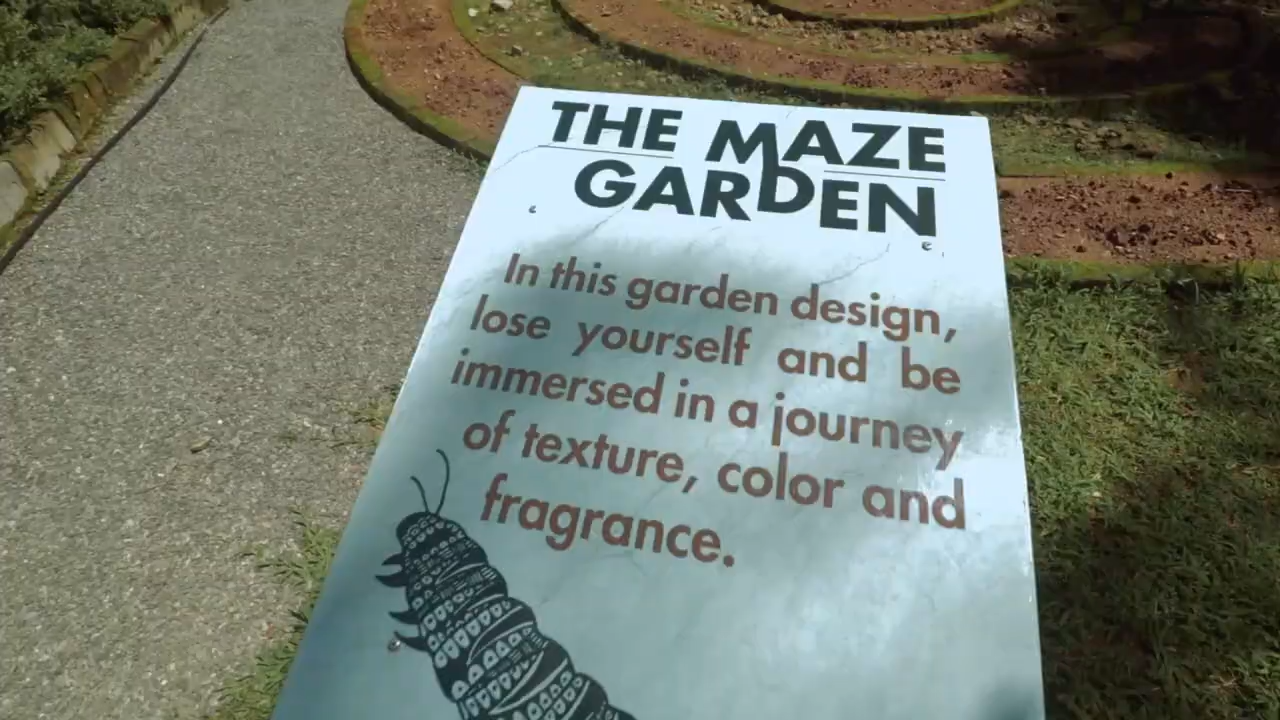 THE MAZE
GARDEN
In this garden design,
lose yourself and be
immersed in a journey
of texture, color and
fragrance.